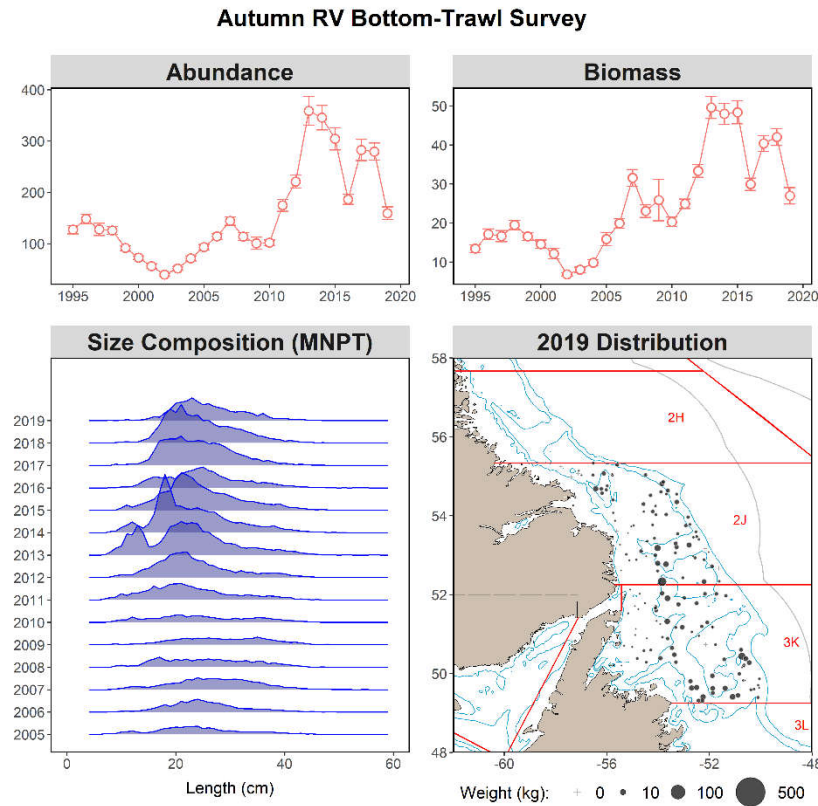 Autumn RV Bottom-Trawl Survey
Abundance
400
300
200
100
1995 2000 2005 2010 2015 2020
Biomass
50
40
30
20
10
1995 2000 2005 2010 2015 2020
Size Composition (MNPT)
2019
2018
2017
2016
2015
2014
2013
2012
2011
2010
2009
2008
2007
2006
2005
0 20 40 60
Length (cm)
2019 Distribution
58
56
54
52
50
48
2H
2J
3K
3L
-60 -56 -52 -48
Weight (kg): 0 10 100 500